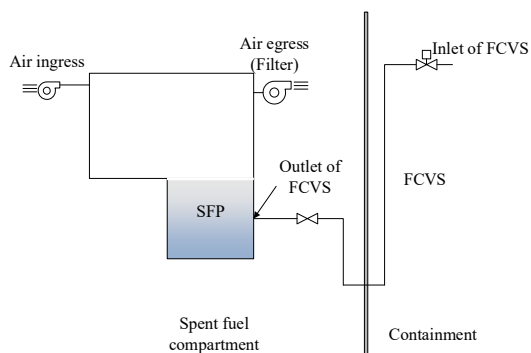 Air ingress
Air egress
(Filter)
Inlet of FCVS
Outlet of
FCVS
FCVS
SFP
Spent fuel
compartment
Containment